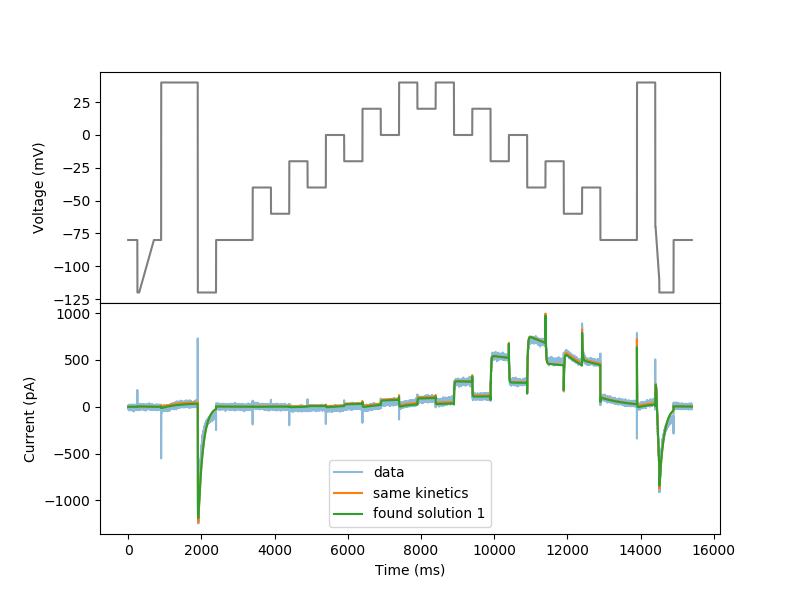 25
0
−25
−50
−75
−100
−125
Voltage (mV)
1000
500
0
−500
−1000
Current (pA)
data
same kinetics
found solution 1
0 2000 4000 6000 8000 10000 12000 14000 16000
Time (ms)